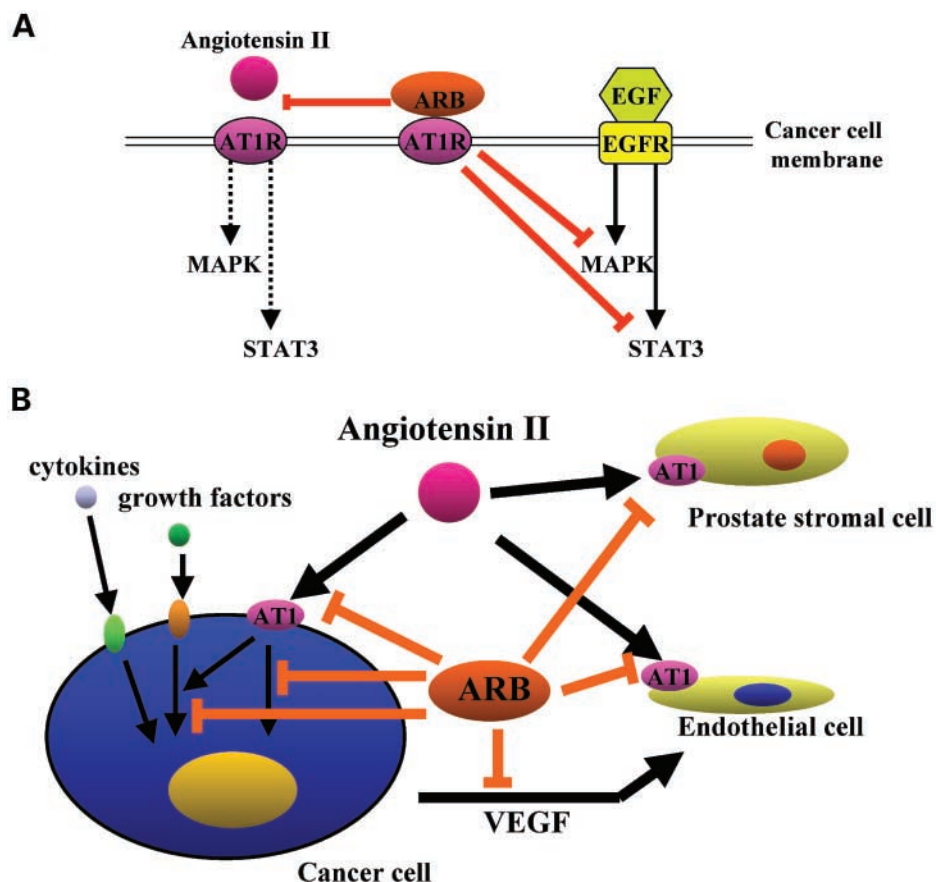 A
Angiotensin II
ARB
EGF
AT1R
AT1R
EGFR
Cancer cell
membrane
MAPK
MAPK
STAT3
STAT3
B
Angiotensin II
cytokines
growth factors
AT1
Prostate stromal cell
AT1
ARB
AT1
Endothelial cell
VEGF
Cancer cell